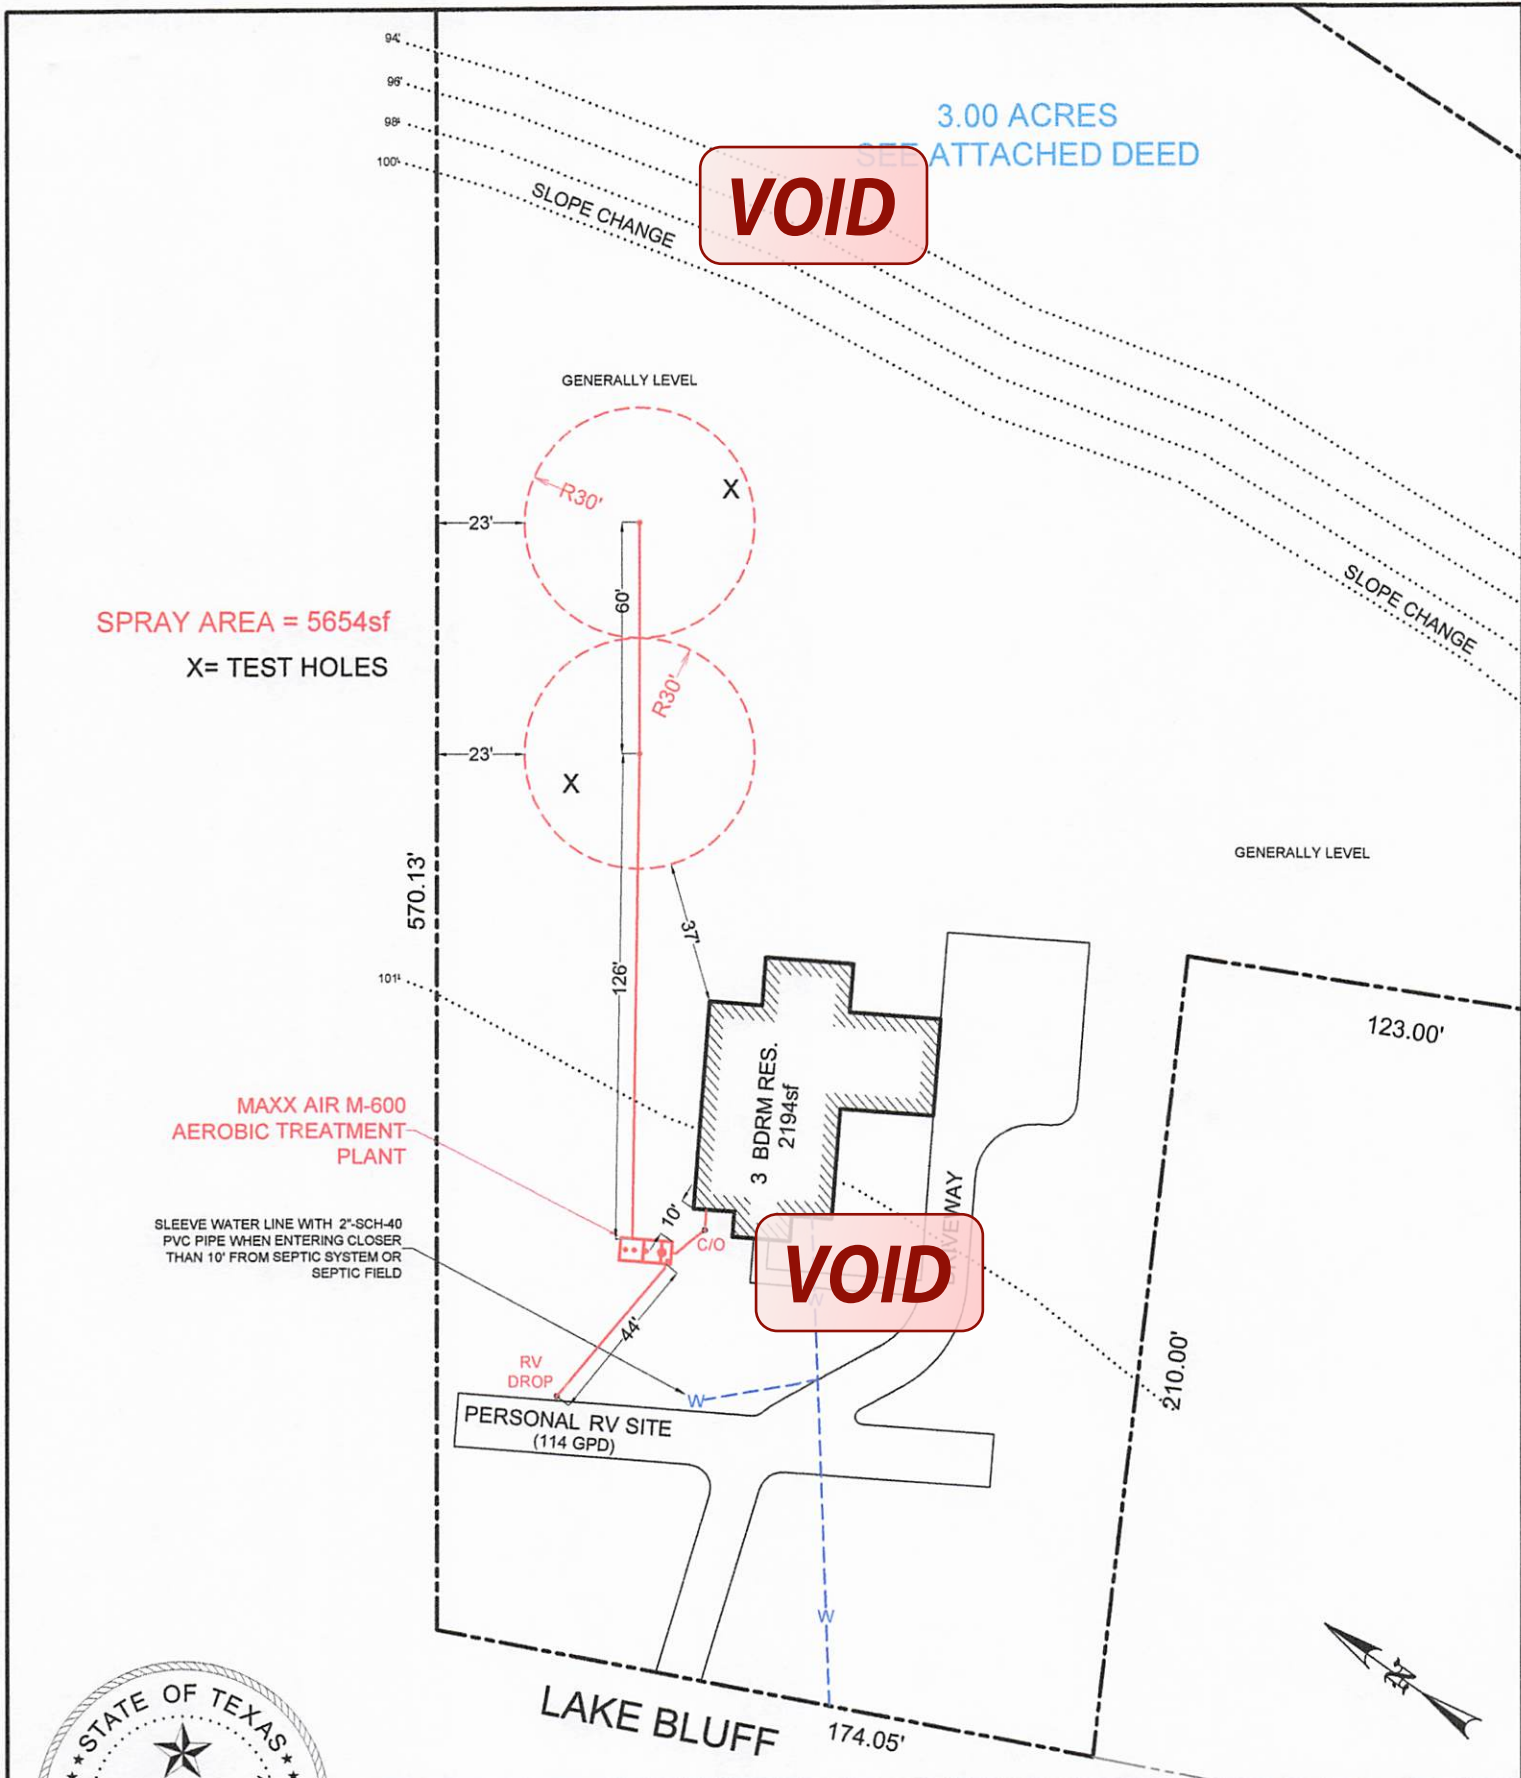 94'
96'
98'
100'
3.00 ACRES
SEE ATTACHED DEED
VOID
SLOPE CHANGE
GENERALLY LEVEL
R30'
X
23'
60'
SLOPE CHANGE
SPRAY AREA = 5654sf
X= TEST HOLES
R30'
23'
X
GENERALLY LEVEL
570.13'
37'
126'
101'
123.00'
3 BDRM RES.
2194sf
MAXX AIR M-600
AEROBIC TREATMENT
PLANT
10'
C/O
SLEEVE WATER LINE WITH 2"-SCH-40
PVC PIPE WHEN ENTERING CLOSER
THAN 10' FROM SEPTIC SYSTEM OR
SEPTIC FIELD
DRIVEWAY
VOID
W
44'
RV
DROP
W
210.00'
PERSONAL RV SITE
(114 GPD)
W
N
LAKE BLUFF
174.05'
STATE OF TEXAS